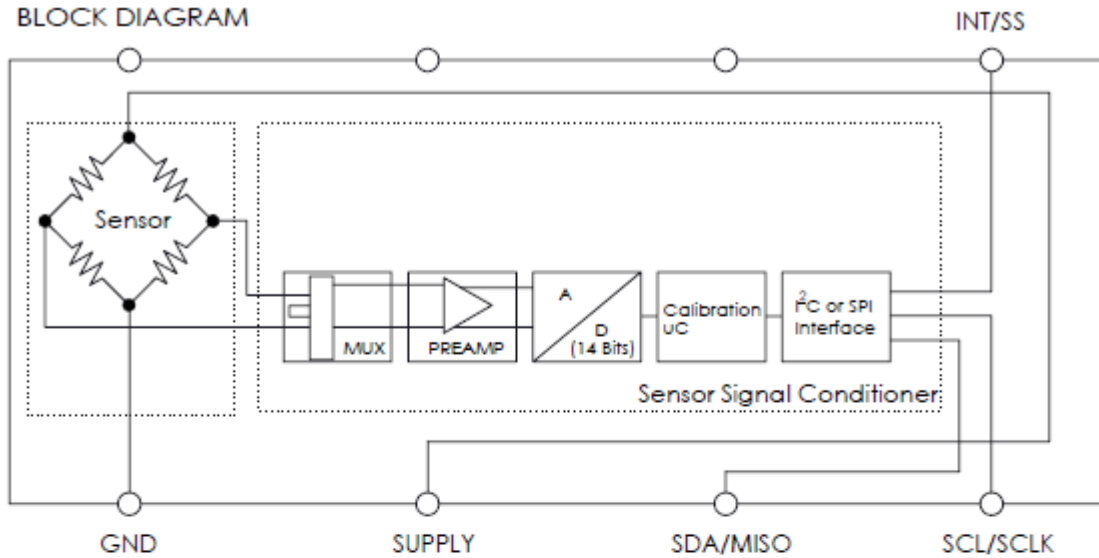 BLOCK DIAGRAM
INT/SS
Sensor
MUX
PREAMP
A
D
(14 Bits)
Calibration
uC
I²C or SPI
Interface
Sensor Signal Conditioner
GND
SUPPLY
SDA/MISO
SCL/SCLK